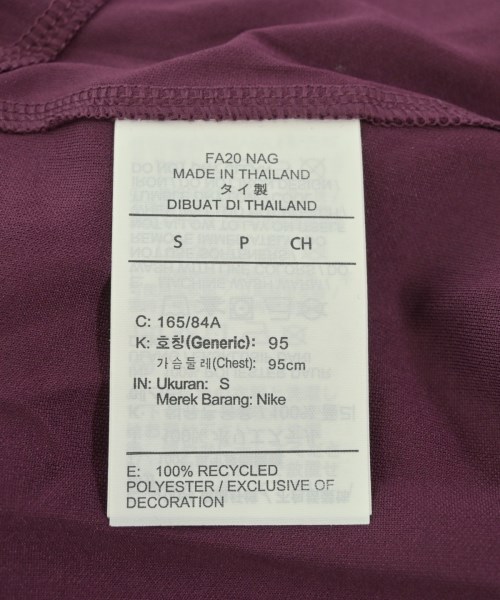 FA20 NAG
MADE IN THAILAND
タイ製
DIBUAT DI THAILAND
S P CH
C: 165/84A
K: 호칭(Generic): 95
가슴둘레(Chest): 95cm
IN: Ukuran: S
Merek Barang: Nike
E: 100% RECYCLED
POLYESTER / EXCLUSIVE OF
DECORATION